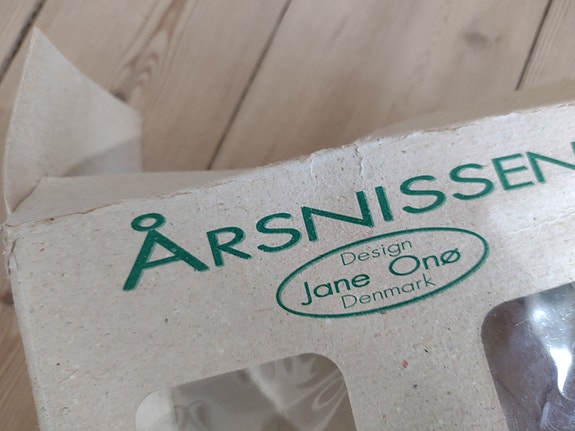 ÅRSNISSEN
Design
Jane Onø
Denmark